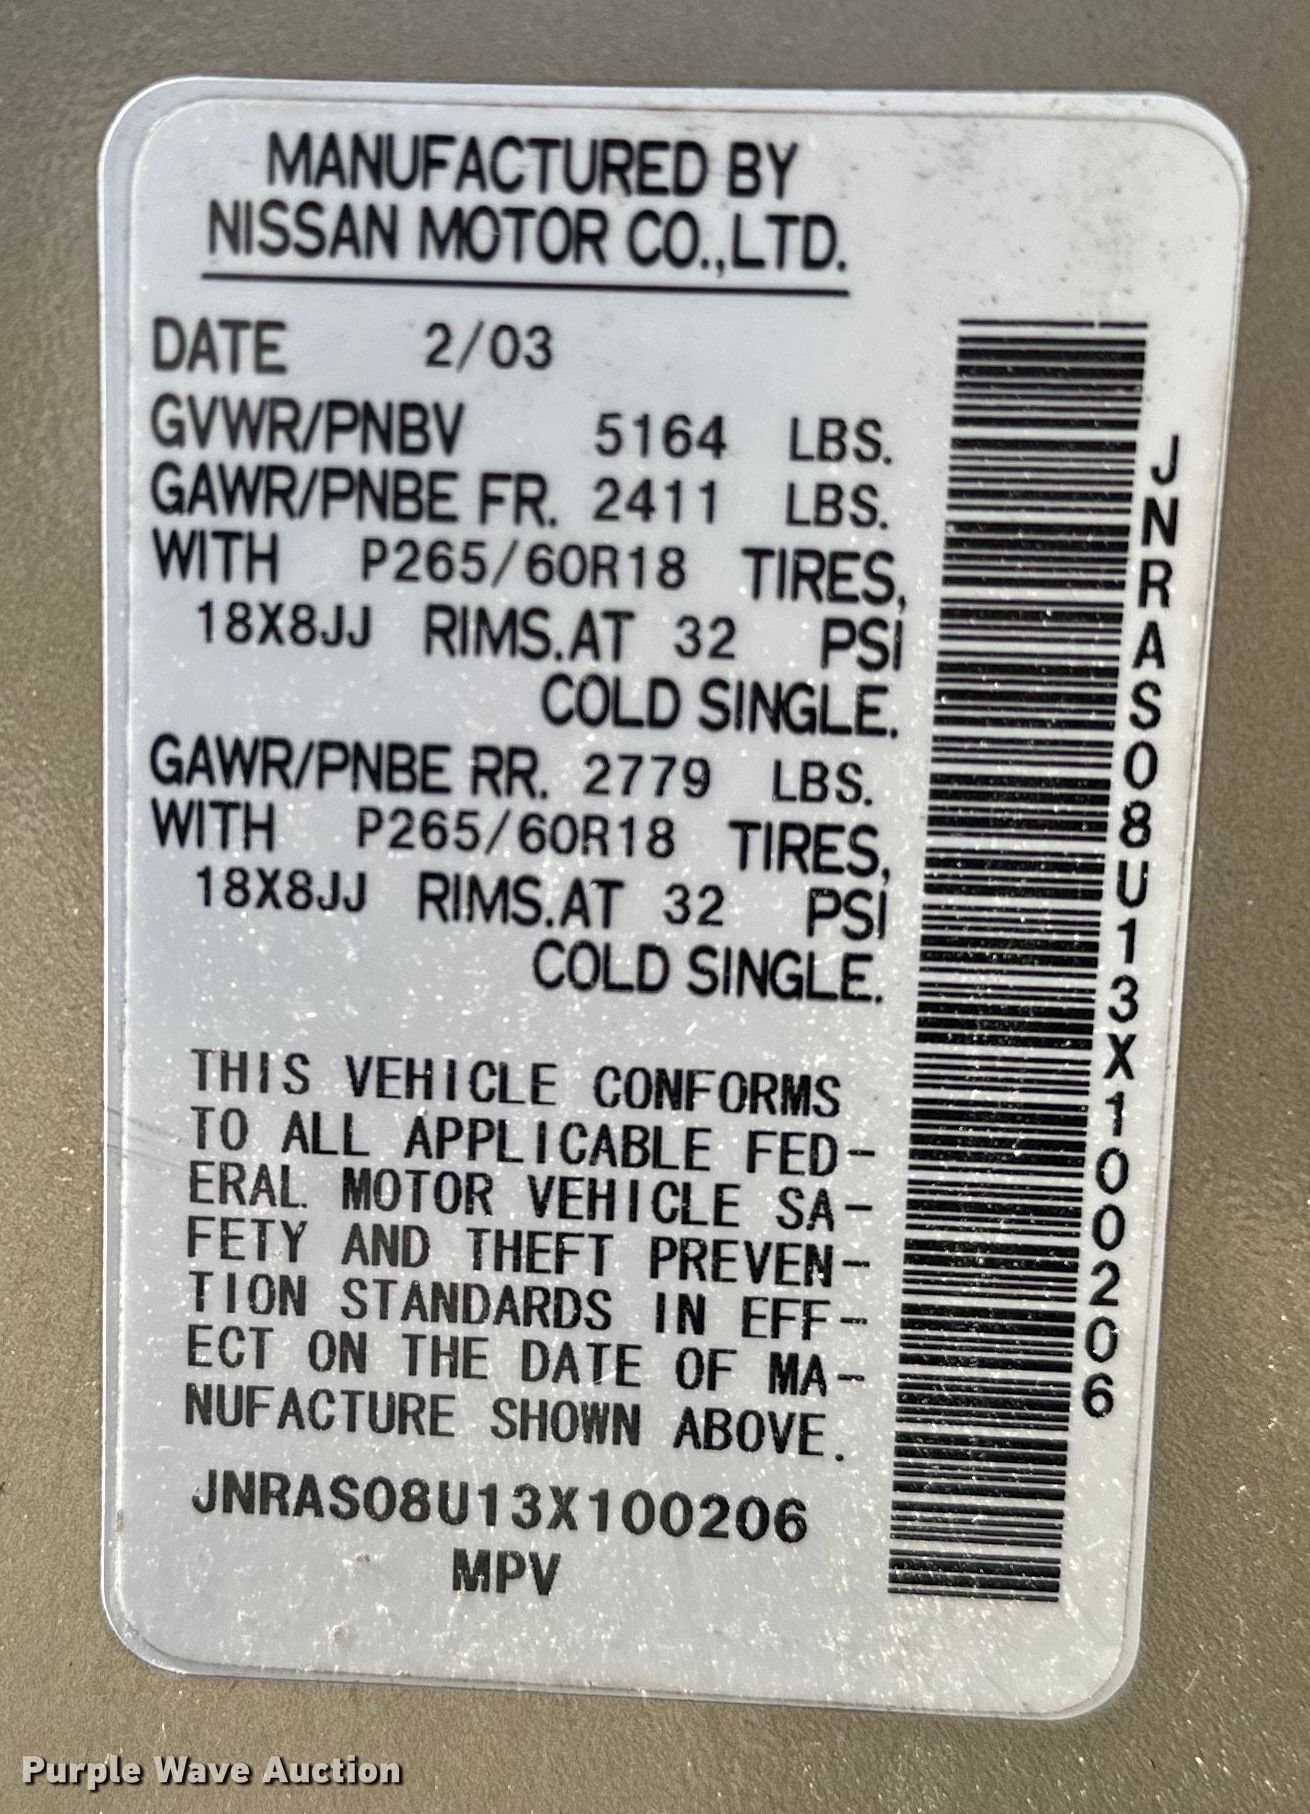 MANUFACTURED BY
NISSAN MOTOR CO.,LTD.
DATE 2/03
GVWR/PNBV 5164 LBS.
GAWR/PNBE FR. 2411 LBS.
WITH P265/60R18 TIRES,
18X8JJ RIMS.AT 32 PSI
COLD SINGLE.
GAWR/PNBE RR. 2779 LBS.
WITH P265/60R18 TIRES,
18X8JJ RIMS.AT 32 PSI
COLD SINGLE.
THIS VEHICLE CONFORMS
TO ALL APPLICABLE FED-
ERAL MOTOR VEHICLE SA-
FETY AND THEFT PREVEN-
TION STANDARDS IN EFF-
ECT ON THE DATE OF MA-
NUFACTURE SHOWN ABOVE.
JNRAS08U13X100206
MPV
JNRAS08U13X100206
Purple Wave Auction